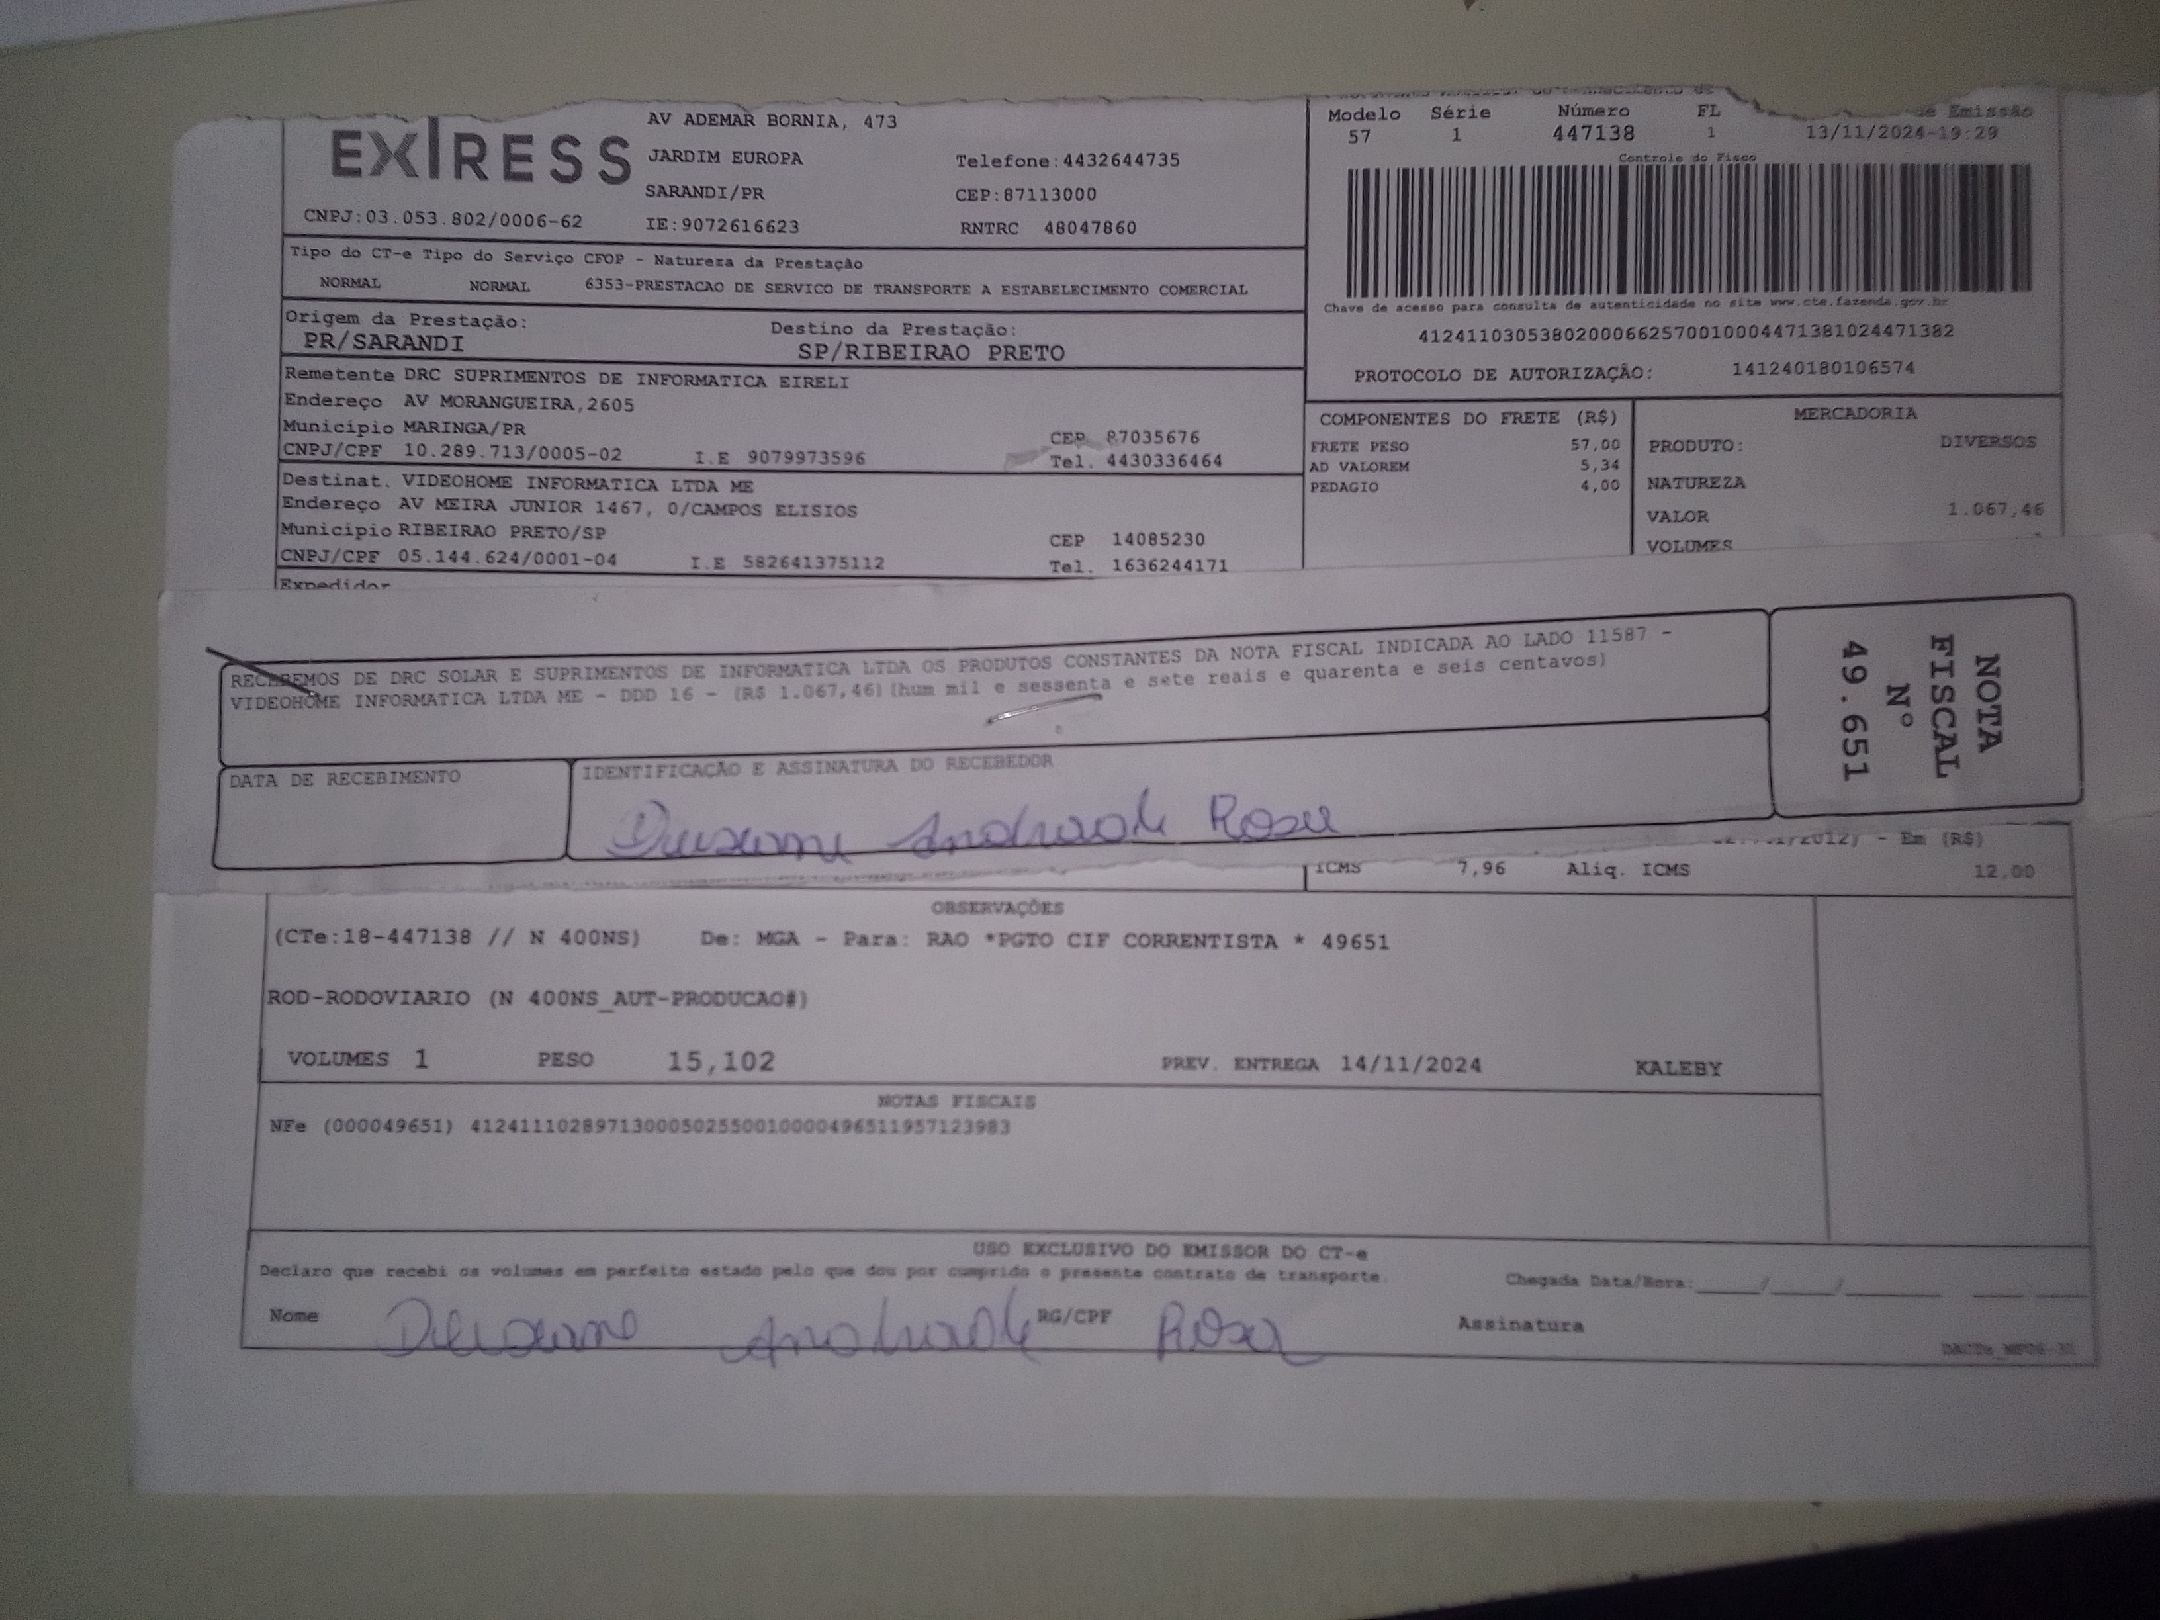 EXIRESS
AV ADEMAR BORNIA, 473
JARDIM EUROPA Telefone:4432644735
SARANDI/PR CEP:87113000
CNPJ:03.053.802/0006-62 IE:9072616623 RNTRC 48047860
Modelo Série Número FL de Emissão
57 1 447138 1 13/11/2024-19:29
Controle do Fisco
Chave de acesso para consulta de autenticidade no site www.cte.fazenda.gov.br
41241103053802000662570010004471381024471382
PROTOCOLO DE AUTORIZAÇÃO: 141240180106574
Tipo do CT-e Tipo do Serviço CFOP - Natureza da Prestação
NORMAL NORMAL 6353-PRESTACAO DE SERVICO DE TRANSPORTE A ESTABELECIMENTO COMERCIAL
Origem da Prestação: Destino da Prestação:
PR/SARANDI SP/RIBEIRAO PRETO
Remetente DRC SUPRIMENTOS DE INFORMATICA EIRELI
Endereço AV MORANGUEIRA,2605
Municipio MARINGA/PR CEP 87035676
CNPJ/CPF 10.289.713/0005-02 I.E 9079973596 Tel. 4430336464
Destinat. VIDEOHOME INFORMATICA LTDA ME
Endereço AV MEIRA JUNIOR 1467, 0/CAMPOS ELISIOS
Municipio RIBEIRAO PRETO/SP CEP 14085230
CNPJ/CPF 05.144.624/0001-04 I.E 582641375112 Tel. 1636244171
Expedidor
COMPONENTES DO FRETE (R$)
FRETE PESO 57,00
AD VALOREM 5,34
PEDAGIO 4,00
MERCADORIA
PRODUTO: DIVERSOS
NATUREZA
VALOR 1.067,46
VOLUMES
RECEBEMOS DE DRC SOLAR E SUPRIMENTOS DE INFORMATICA LTDA OS PRODUTOS CONSTANTES DA NOTA FISCAL INDICADA AO LADO 11587 -
VIDEOHOME INFORMATICA LTDA ME - DDD 16 - (R$ 1.067,46) (hum mil e sessenta e sete reais e quarenta e seis centavos)
NOTA
FISCAL
Nº
49.651
DATA DE RECEBIMENTO IDENTIFICAÇÃO E ASSINATURA DO RECEBEDOR
Andrade Rosa
/2012) - Em (R$)
ICMS 7,96 Aliq. ICMS 12,00
OBSERVAÇÕES
(CTe:18-447138 // N 400NS) De: MGA - Para: RAO *PGTO CIF CORRENTISTA * 49651
ROD-RODOVIARIO (N 400NS_AUT-PRODUCAO#)
VOLUMES 1 PESO 15,102 PREV. ENTREGA 14/11/2024 KALEBY
NOTAS FISCAIS
NFe (000049651) 41241110289713000502550010000496511957123983
USO EXCLUSIVO DO EMISSOR DO CT-e
Declaro que recebi os volumes em perfeito estado pelo que dou por cumprido o presente contrato de transporte.
Chegada Data/Hora:_____/_____/_______ ____ ____
Nome Andrade RG/CPF Rosa Assinatura